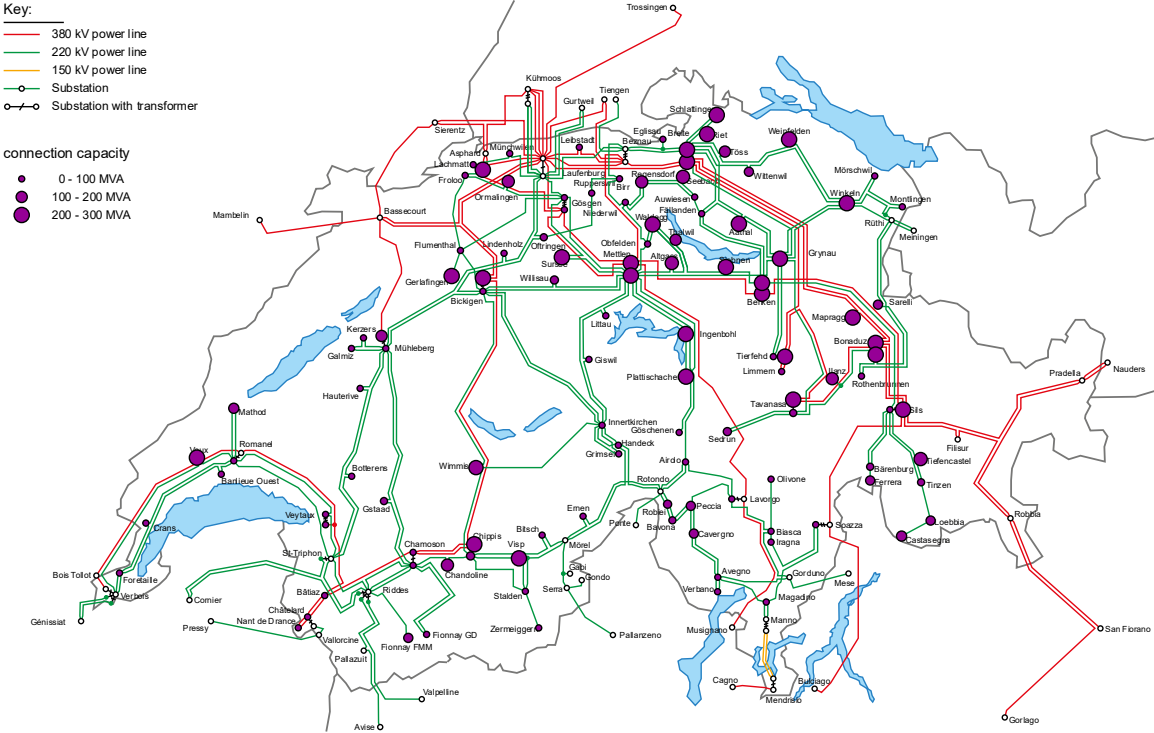 Key:
380 kV power line
220 kV power line
150 kV power line
Substation
Substation with transformer
connection capacity
0 - 100 MVA
100 - 200 MVA
200 - 300 MVA
Trossingen
Kühmoos
Gurtweil
Tiengen
Sierentz
Schlattingen
Riet
Weinfelden
Eglisau
Breite
Beznau
Töss
Asphard
Münchwilen
Leibstadt
Lachmatt
Froloo
Laufenburg
Wittenwil
Mörschwil
Ormalingen
Rupperswil
Birr
Regensdorf
Seebach
Gösgen
Niederwil
Auwiesen
Fällanden
Winkeln
Montlingen
Mambelin
Bassecourt
Waldegg
Thalwil
Aathal
Rüthi
Meiningen
Flumenthal
Lindenholz
Oftringen
Obfelden
Mettlen
Altgass
Grynau
Sursee
Siebnen
Gerlafingen
Bickigen
Willisau
Benken
Sarelli
Mapragg
Kerzers
Galmiz
Mühleberg
Littau
Ingenbohl
Bonaduz
Giswil
Tierfehd
Limmern
Plattischacher
Ilanz
Rothenbrunnen
Pradella
Nauders
Hauterive
Tavanasa
Sils
Mathod
Innertkirchen
Göschenen
Sedrun
Romanel
Handeck
Grimsel
Filisur
Vaux
Banlieue Ouest
Botterens
Wimmis
Airolo
Bärenburg
Ferrera
Tiefencastel
Tinzen
Rotondo
Olivone
Gstaad
Lavorgo
Robiei
Peccia
Crans
Veytaux
Ernen
Ponte
Bavona
Soazza
Robbia
Loebbia
Bitsch
Cavergno
Biasca
Iragna
Castasegna
Chippis
Visp
Mörel
St-Triphon
Chamoson
Chandoline
Gabi
Gondo
Avegno
Gorduno
Mese
Bois Tollot
Foretaille
Verbois
Serra
Verbano
Bâtiaz
Riddes
Stalden
Cornier
Magadino
Châtelard
Nant de Drance
Génissiat
Pressy
Manno
Musignano
Zermeiggern
Pallanzeno
San Fiorano
Vallorcine
Fionnay GD
Fionnay FMM
Pallazuit
Cagno
Bulciago
Mendrisio
Valpelline
Avise
Gorlago